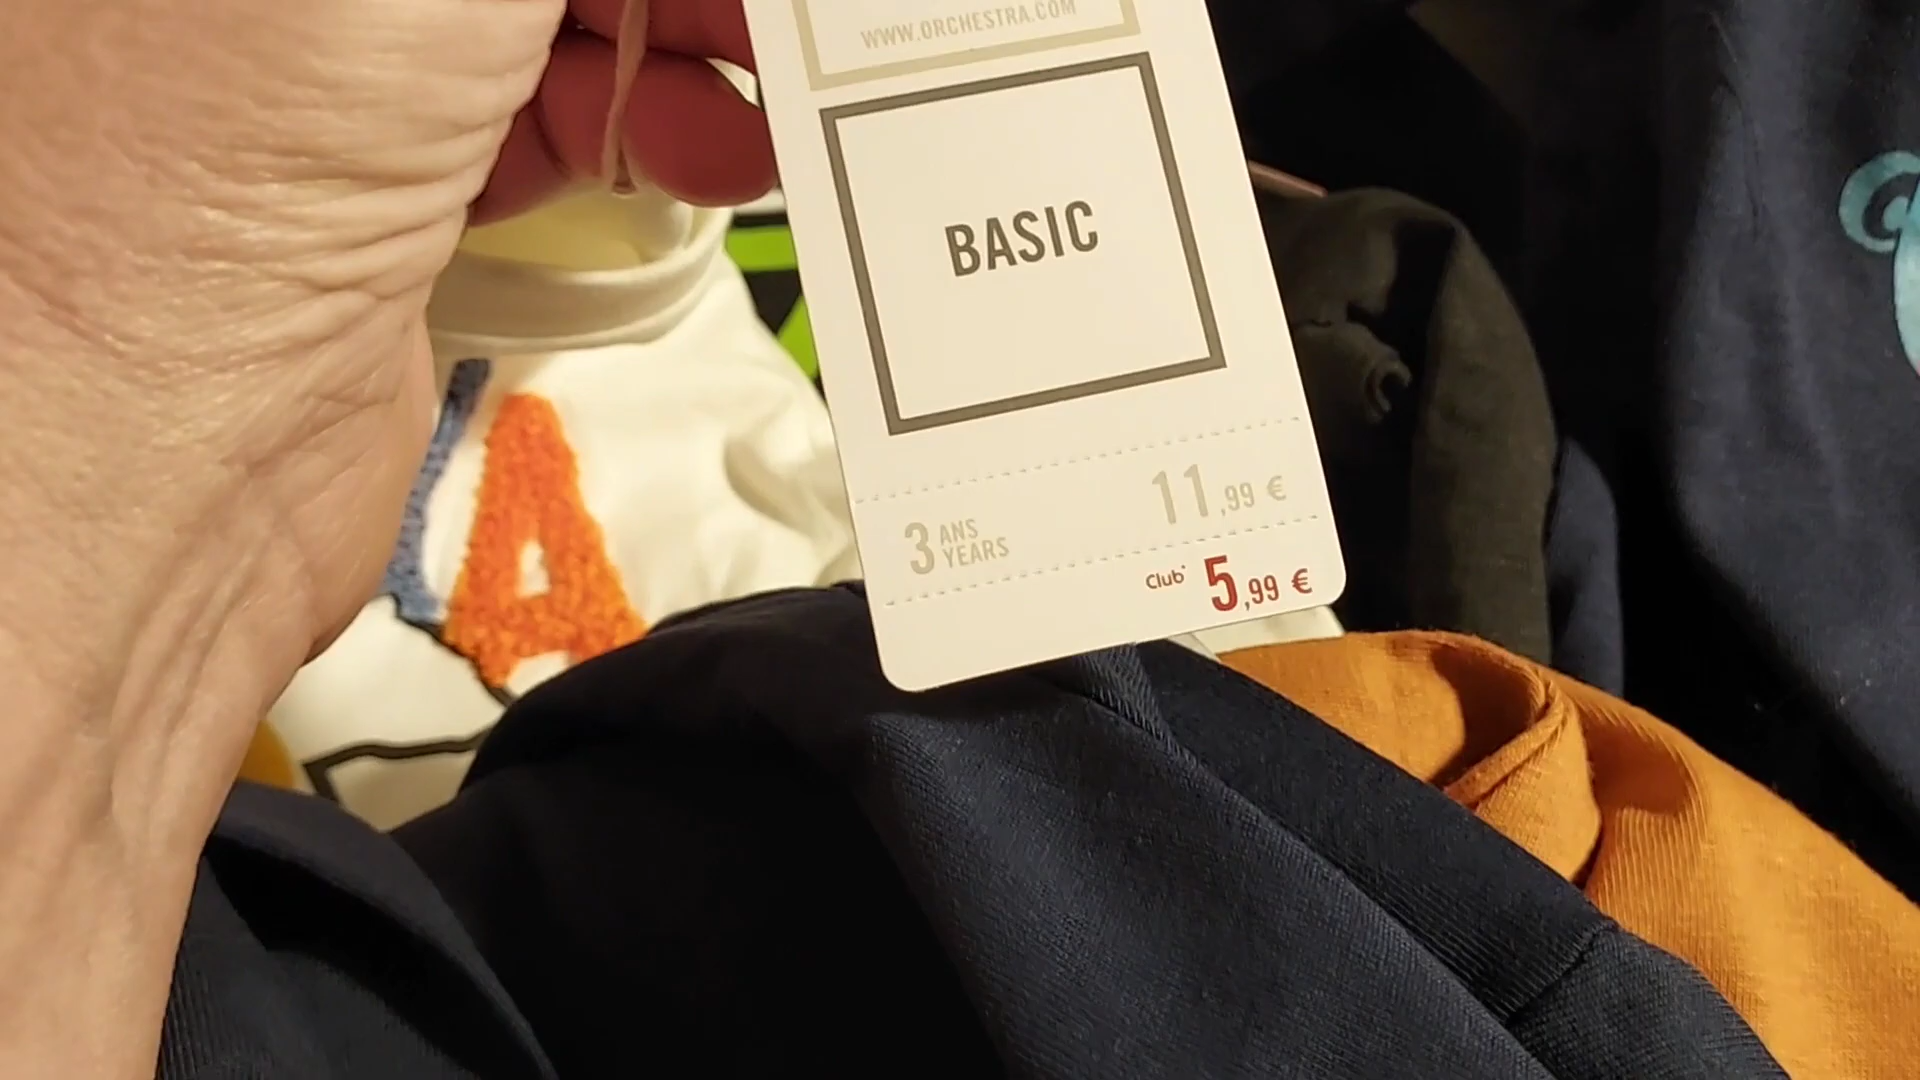 WWW.ORCHESTRA.COM
BASIC
3 ANS YEARS
11,99 €
Club* 5,99 €
A